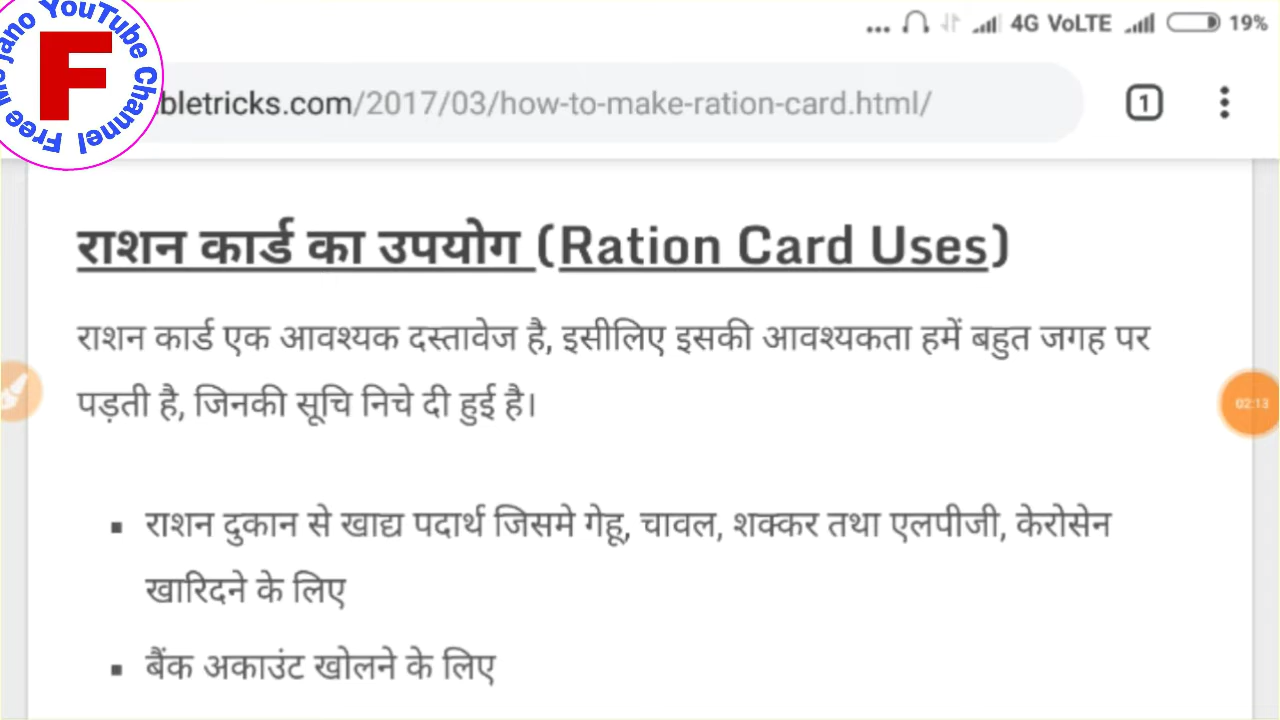 Free Me Jano YouTube Channel
F
4G VoLTE 19%
bletricks.com/2017/03/how-to-make-ration-card.html/
1
राशन कार्ड का उपयोग (Ration Card Uses)
राशन कार्ड एक आवश्यक दस्तावेज है, इसीलिए इसकी आवश्यकता हमें बहुत जगह पर
पड़ती है, जिनकी सूचि निचे दी हुई है।
02:13
राशन दुकान से खाद्य पदार्थ जिसमे गेहू, चावल, शक्कर तथा एलपीजी, केरोसेन
खारिदने के लिए
बैंक अकाउंट खोलने के लिए